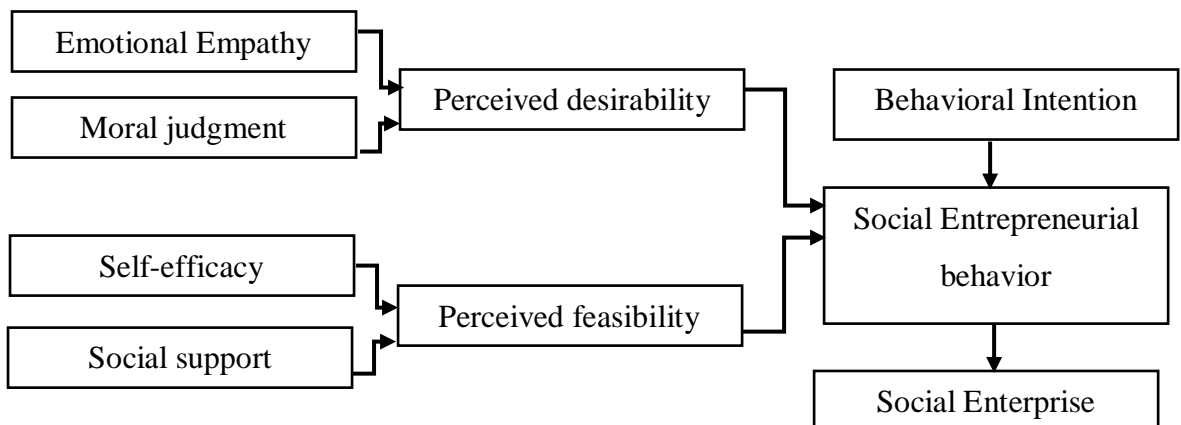 Emotional Empathy
Moral judgment
Perceived desirability
Behavioral Intention
Self-efficacy
Social support
Perceived feasibility
Social Entrepreneurial
behavior
Social Enterprise